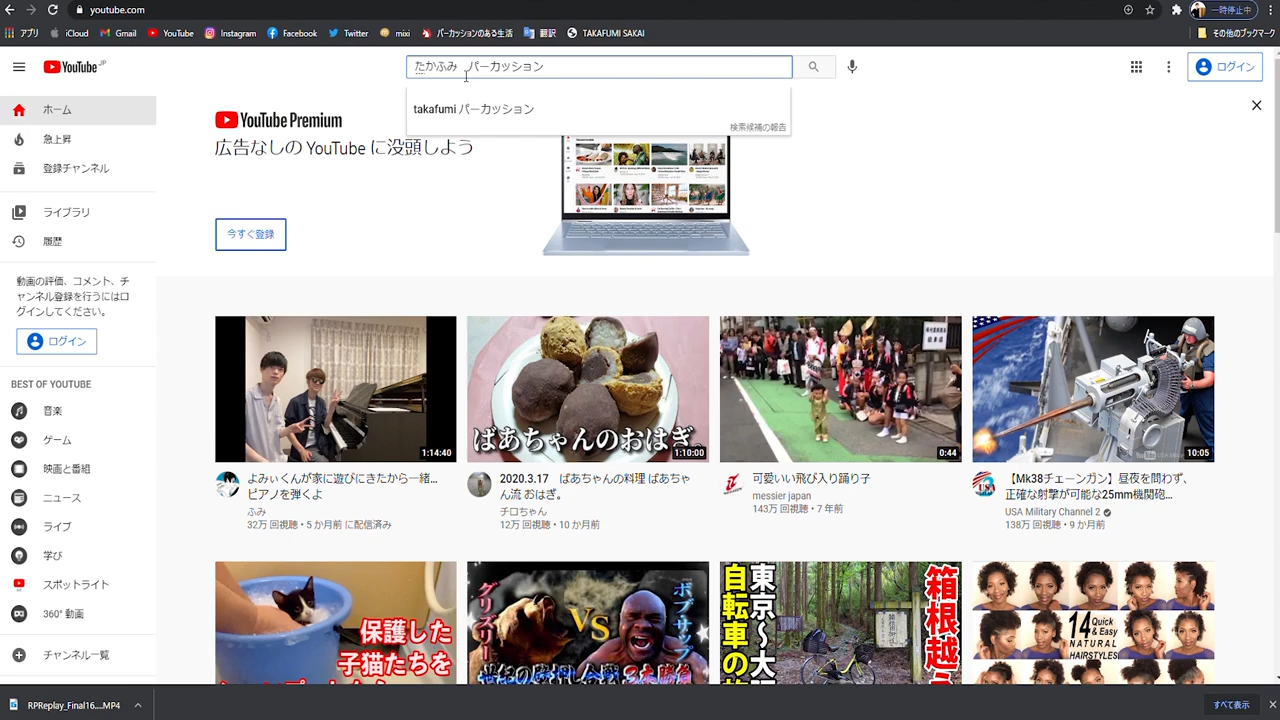 youtube.com
一時停止中
アプリ iCloud Gmail YouTube Instagram Facebook Twitter mixi パーカッションのある生活 翻訳 TAKAFUMI SAKAI その他のブックマーク
YouTube JP
たかふみ　パーカッション
ログイン
takafumi パーカッション
検索候補の報告
ホーム
急上昇
登録チャンネル
ライブラリ
履歴
動画の評価、コメント、チ
ャンネル登録を行うにはロ
グインしてください。
ログイン
BEST OF YOUTUBE
音楽
ゲーム
映画と番組
ニュース
ライブ
学び
スポットライト
360° 動画
チャンネル一覧
YouTube Premium
広告なしの YouTube に没頭しよう
今すぐ登録
1:14:40
よみぃくんが家に遊びにきたから一緒...
ピアノを弾くよ
ふみ
32万 回視聴・5 か月前 に配信済み
ばあちゃんのおはぎ
1:10:00
2020.3.17　ばあちゃんの料理 ばあちゃ
ん流 おはぎ。
チロちゃん
12万 回視聴・10 か月前
0:44
可愛いい飛び入り踊り子
messier japan
143万 回視聴・7 年前
10:05
【Mk38チェーンガン】昼夜を問わず、
正確な射撃が可能な25mm機関砲...
USA Military Channel 2
138万 回視聴・9 か月前
保護した
子猫たちを
グリズリー
VS
ボブサップ
東京〜大
自転車の
箱根越
14 Quick
& Easy
NATURAL
HAIRSTYLES
RPReplay_Final16....MP4
すべて表示